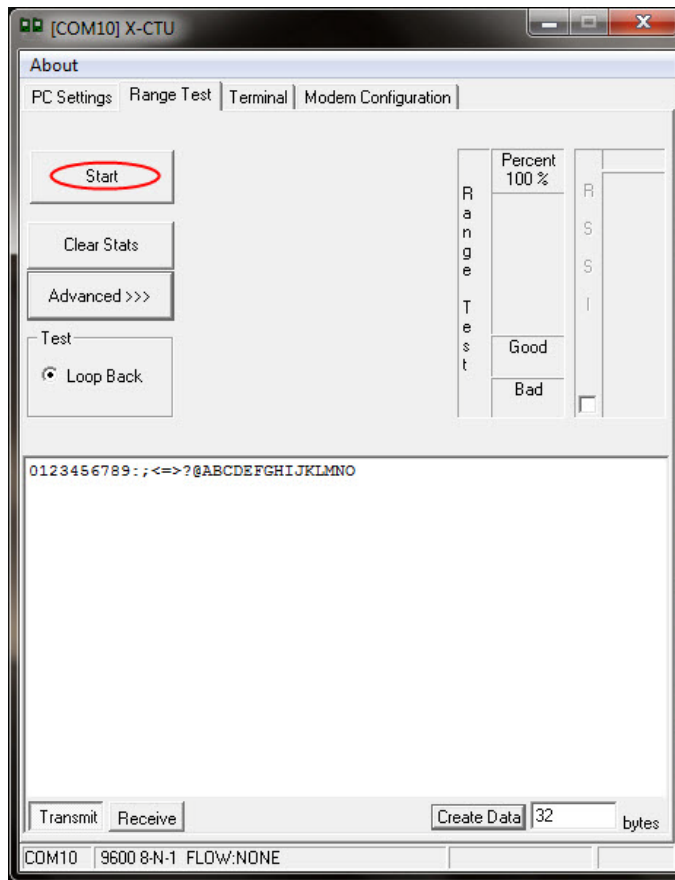 [COM10] X-CTU
About
PC Settings Range Test Terminal Modem Configuration
Start
Clear Stats
Advanced >>>
Test
Loop Back
Range Test
Percent
100 %
Good
Bad
RSSI
0123456789:;<=>?@ABCDEFGHIJKLMNO
Transmit Receive Create Data 32 bytes
COM10 9600 8-N-1 FLOW:NONE